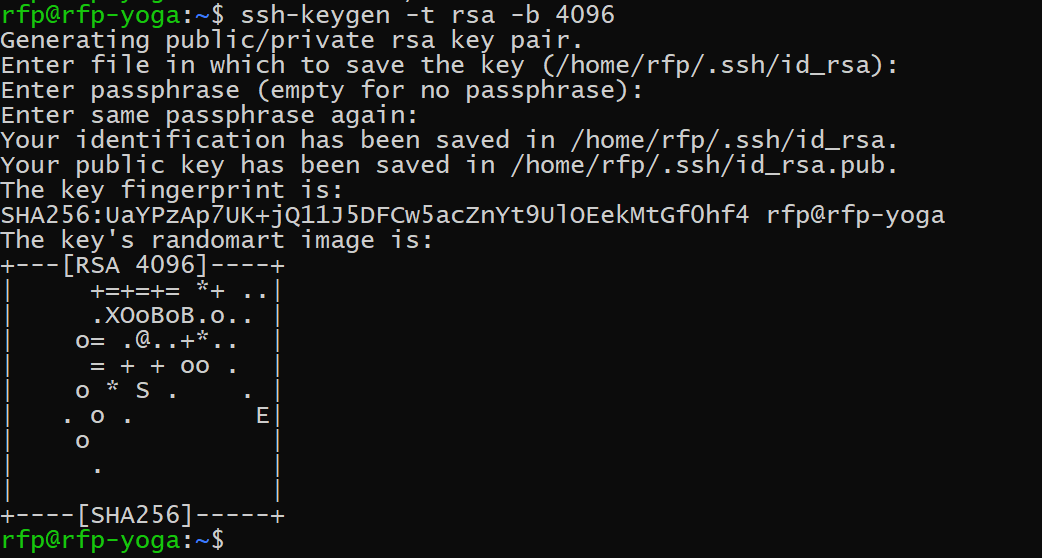 rfp@rfp-yoga:~$ ssh-keygen -t rsa -b 4096
Generating public/private rsa key pair.
Enter file in which to save the key (/home/rfp/.ssh/id_rsa):
Enter passphrase (empty for no passphrase):
Enter same passphrase again:
Your identification has been saved in /home/rfp/.ssh/id_rsa.
Your public key has been saved in /home/rfp/.ssh/id_rsa.pub.
The key fingerprint is:
SHA256:UaYPzAp7UK+jQ11J5DFCw5acZnYt9UlOEekMtGfOhf4 rfp@rfp-yoga
The key's randomart image is:
+---[RSA 4096]----+
|     +=+=+= *+ ..|
|     .XOoBoB.o.. |
|    o= .@..+*..  |
|     = + + oo .  |
|    o * S .    . |
|   . o .        E|
|    o            |
|     .           |
|                 |
+----[SHA256]-----+
rfp@rfp-yoga:~$